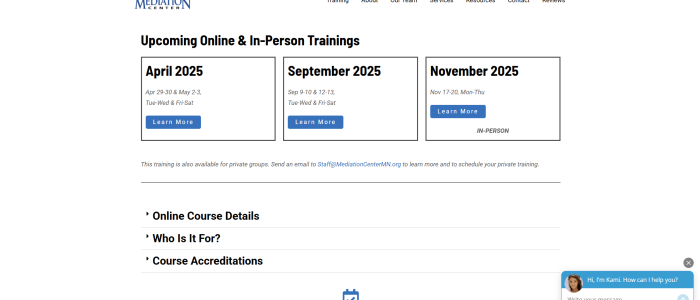 MEDIATION
CENTER
Training About Our Team Services Resources Contact Reviews
Upcoming Online & In-Person Trainings
April 2025
Apr 29-30 & May 2-3,
Tue-Wed & Fri-Sat
Learn More
September 2025
Sep 9-10 & 12-13,
Tue-Wed & Fri-Sat
Learn More
November 2025
Nov 17-20, Mon-Thu
Learn More
IN-PERSON
This training is also available for private groups. Send an email to Staff@MediationCenterMN.org to learn more and to schedule your private training.
Online Course Details
Who Is It For?
Course Accreditations
Hi, I'm Kami. How can I help you?
Write your message